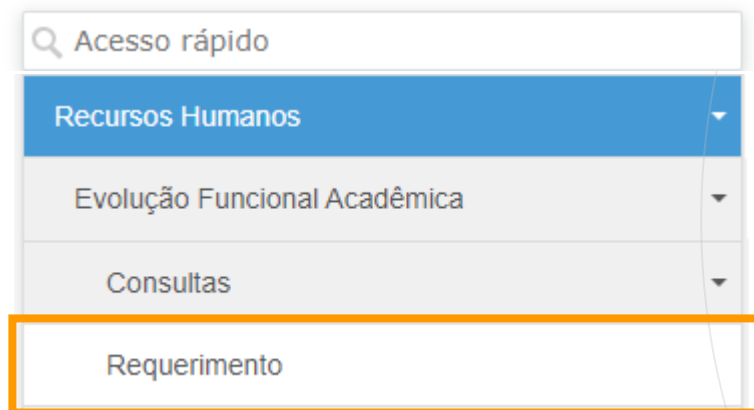 Acesso rápido
Recursos Humanos
Evolução Funcional Acadêmica
Consultas
Requerimento